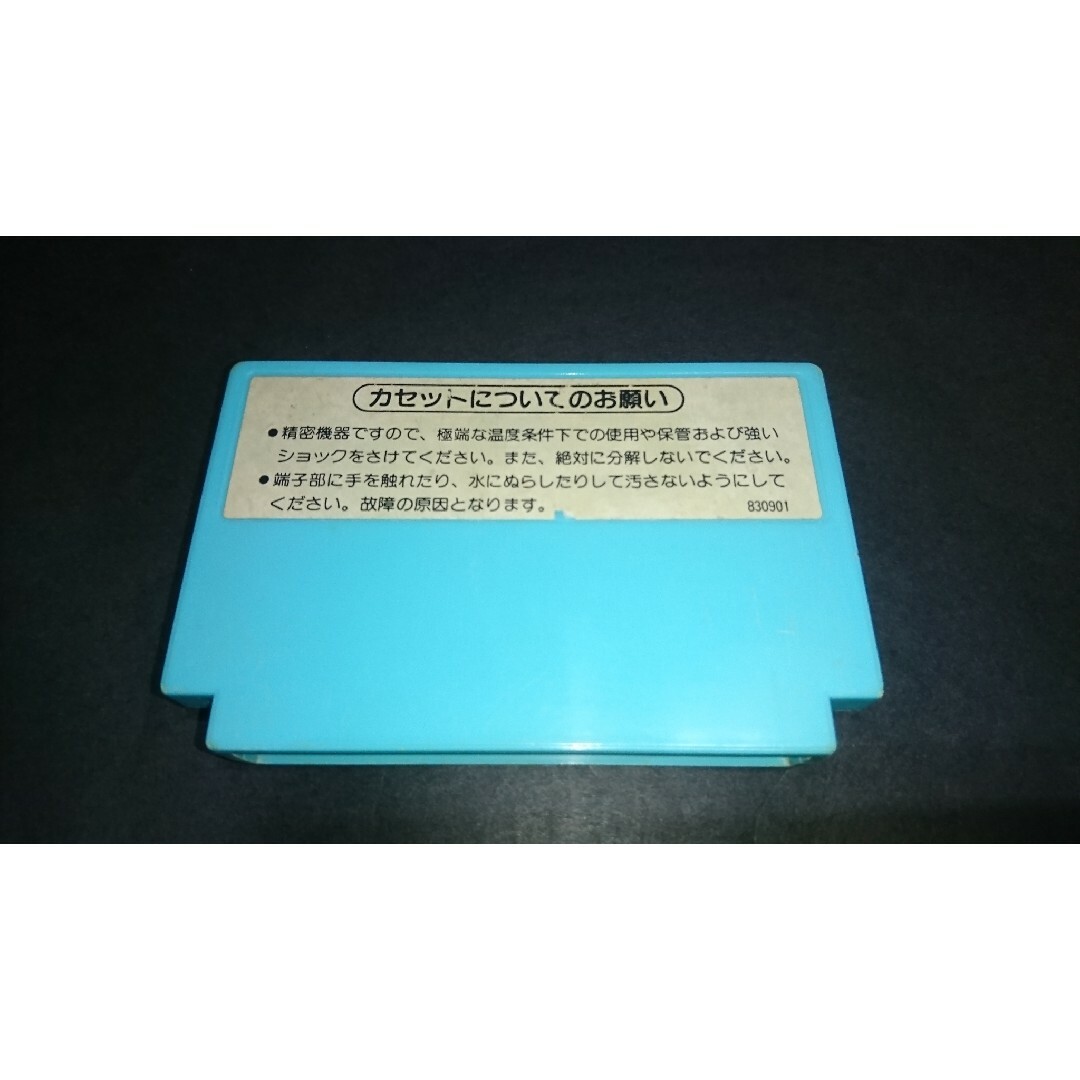 カセットについてのお願い
●精密機器ですので、極端な温度条件下での使用や保管および強い
ショックをさけてください。また、絶対に分解しないでください。
●端子部に手を触れたり、水にぬらしたりして汚さないようにして
ください。故障の原因となります。 830901